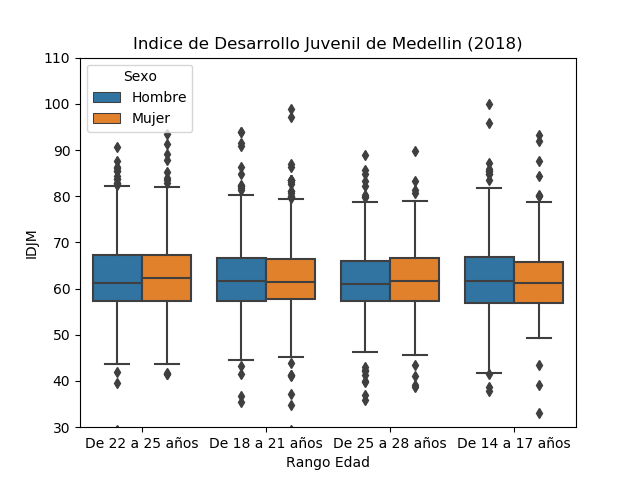 Indice de Desarrollo Juvenil de Medellin (2018)
110
100
90
80
70
60
50
40
30
IDJM
Sexo
Hombre
Mujer
De 22 a 25 años De 18 a 21 años De 25 a 28 años De 14 a 17 años
Rango Edad